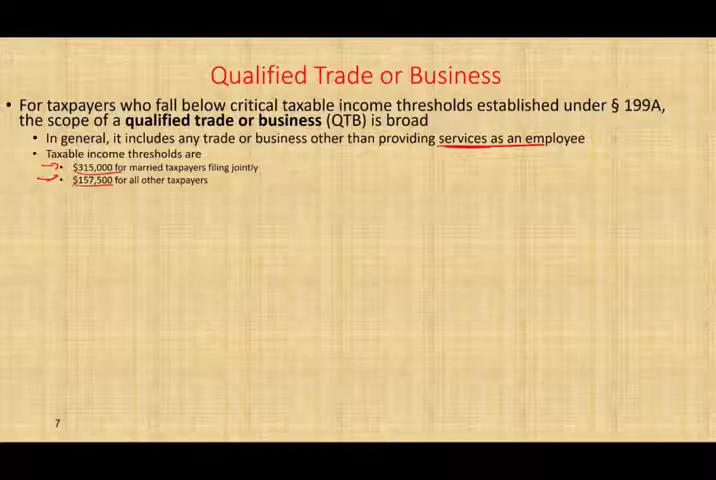 Qualified Trade or Business
• For taxpayers who fall below critical taxable income thresholds established under § 199A,
the scope of a qualified trade or business (QTB) is broad
• In general, it includes any trade or business other than providing services as an employee
• Taxable income thresholds are
• $315,000 for married taxpayers filing jointly
• $157,500 for all other taxpayers
7